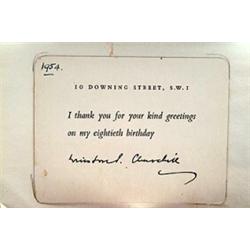 1954.
10 DOWNING STREET, S.W.1
I thank you for your kind greetings
on my eightieth birthday
Winston S. Churchill